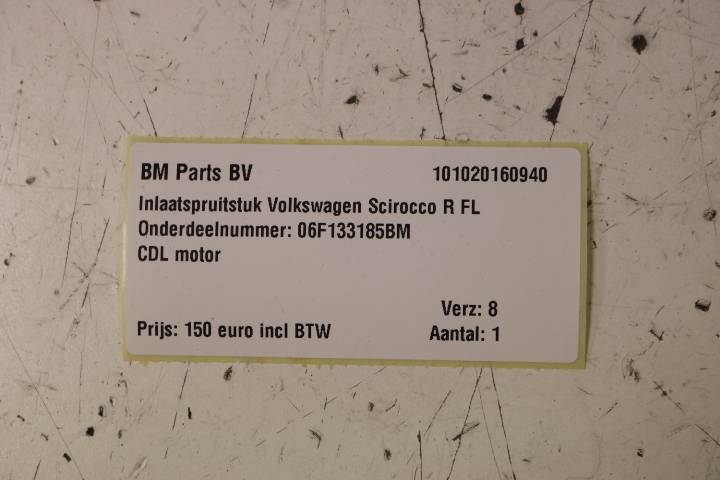 BM Parts BV 101020160940
Inlaatspruitstuk Volkswagen Scirocco R FL
Onderdeelnummer: 06F133185BM
CDL motor
Verz: 8
Prijs: 150 euro incl BTW Aantal: 1